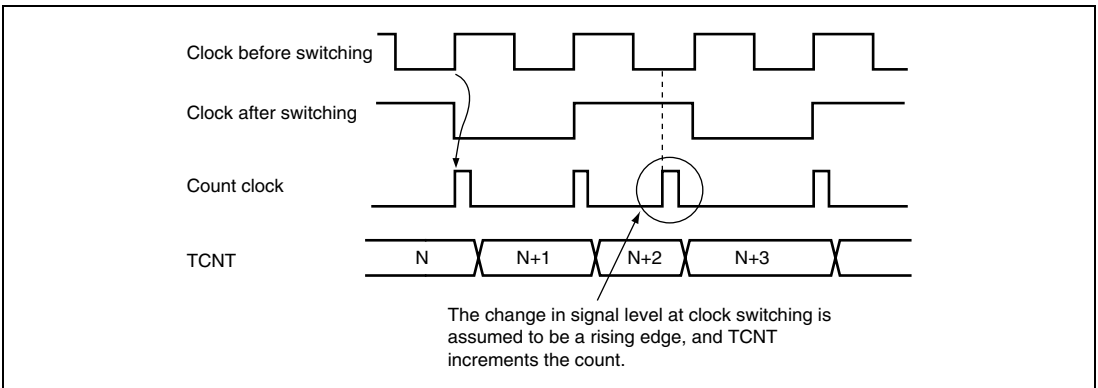 Clock before switching
Clock after switching
Count clock
TCNT
N
N+1
N+2
N+3
The change in signal level at clock switching is
assumed to be a rising edge, and TCNT
increments the count.